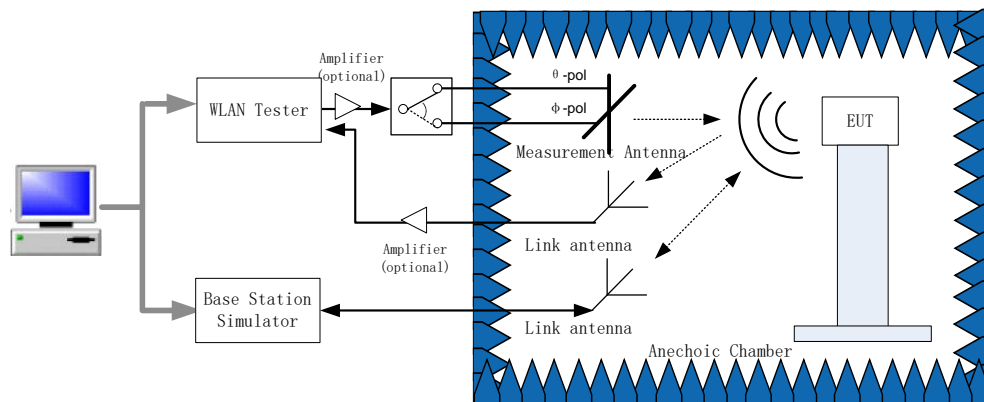 Amplifier
(optional)
WLAN Tester
θ-pol
ϕ-pol
Measurement Antenna
EUT
Amplifier
(optional)
Link antenna
Base Station
Simulator
Link antenna
Anechoic Chamber